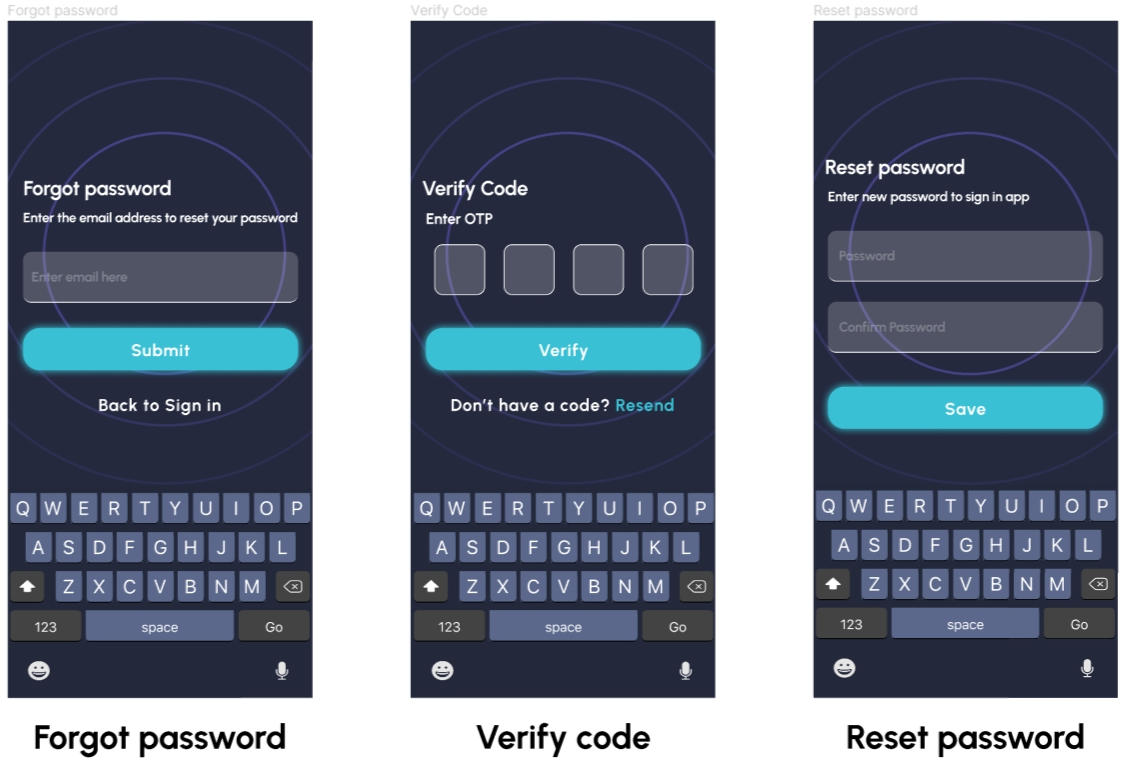 Forgot password
Forgot password
Enter the email address to reset your password
Enter email here
Submit
Back to Sign in
Q W E R T Y U I O P
A S D F G H J K L
Z X C V B N M
123 space Go
Forgot password
Verify Code
Verify Code
Enter OTP
Verify
Don't have a code? Resend
Q W E R T Y U I O P
A S D F G H J K L
Z X C V B N M
123 space Go
Verify code
Reset password
Reset password
Enter new password to sign in app
Password
Confirm Password
Save
Q W E R T Y U I O P
A S D F G H J K L
Z X C V B N M
123 space Go
Reset password